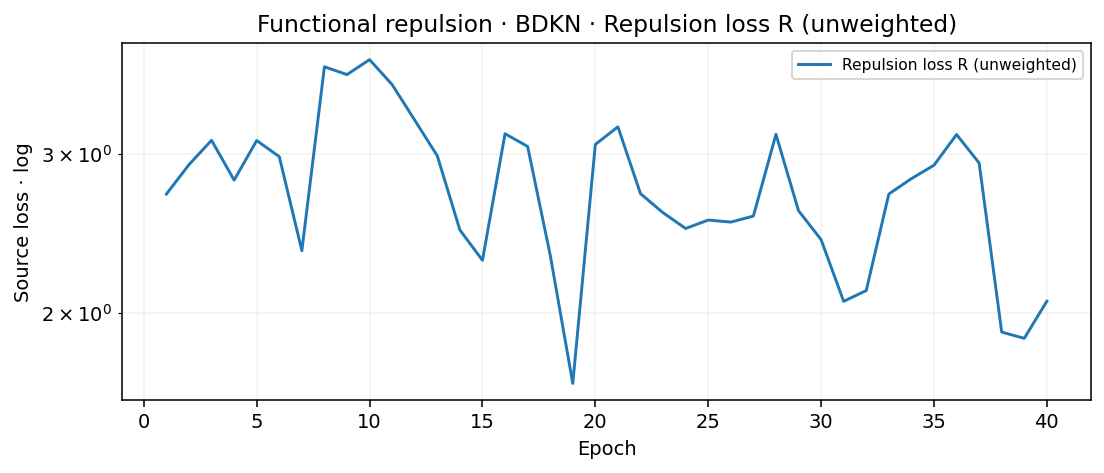 Functional repulsion · BDKN · Repulsion loss R (unweighted)
Repulsion loss R (unweighted)
Source loss · log
3 × 10⁰
2 × 10⁰
0 5 10 15 20 25 30 35 40
Epoch